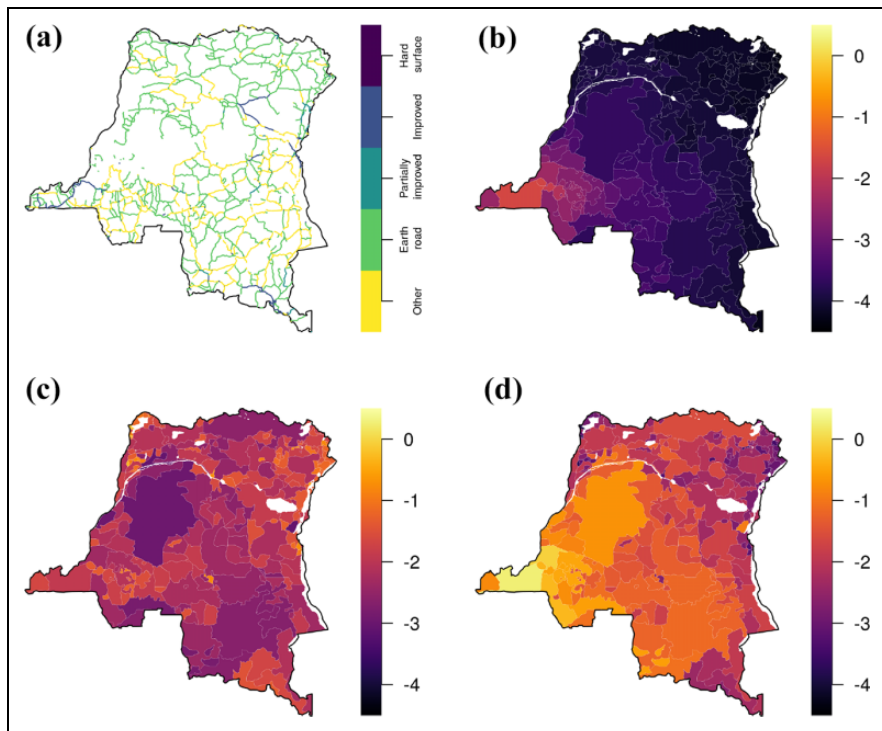 (a)
Hard
surface
Improved
Partially
improved
Earth
road
Other
(b)
0
-1
-2
-3
-4
(c)
0
-1
-2
-3
-4
(d)
0
-1
-2
-3
-4